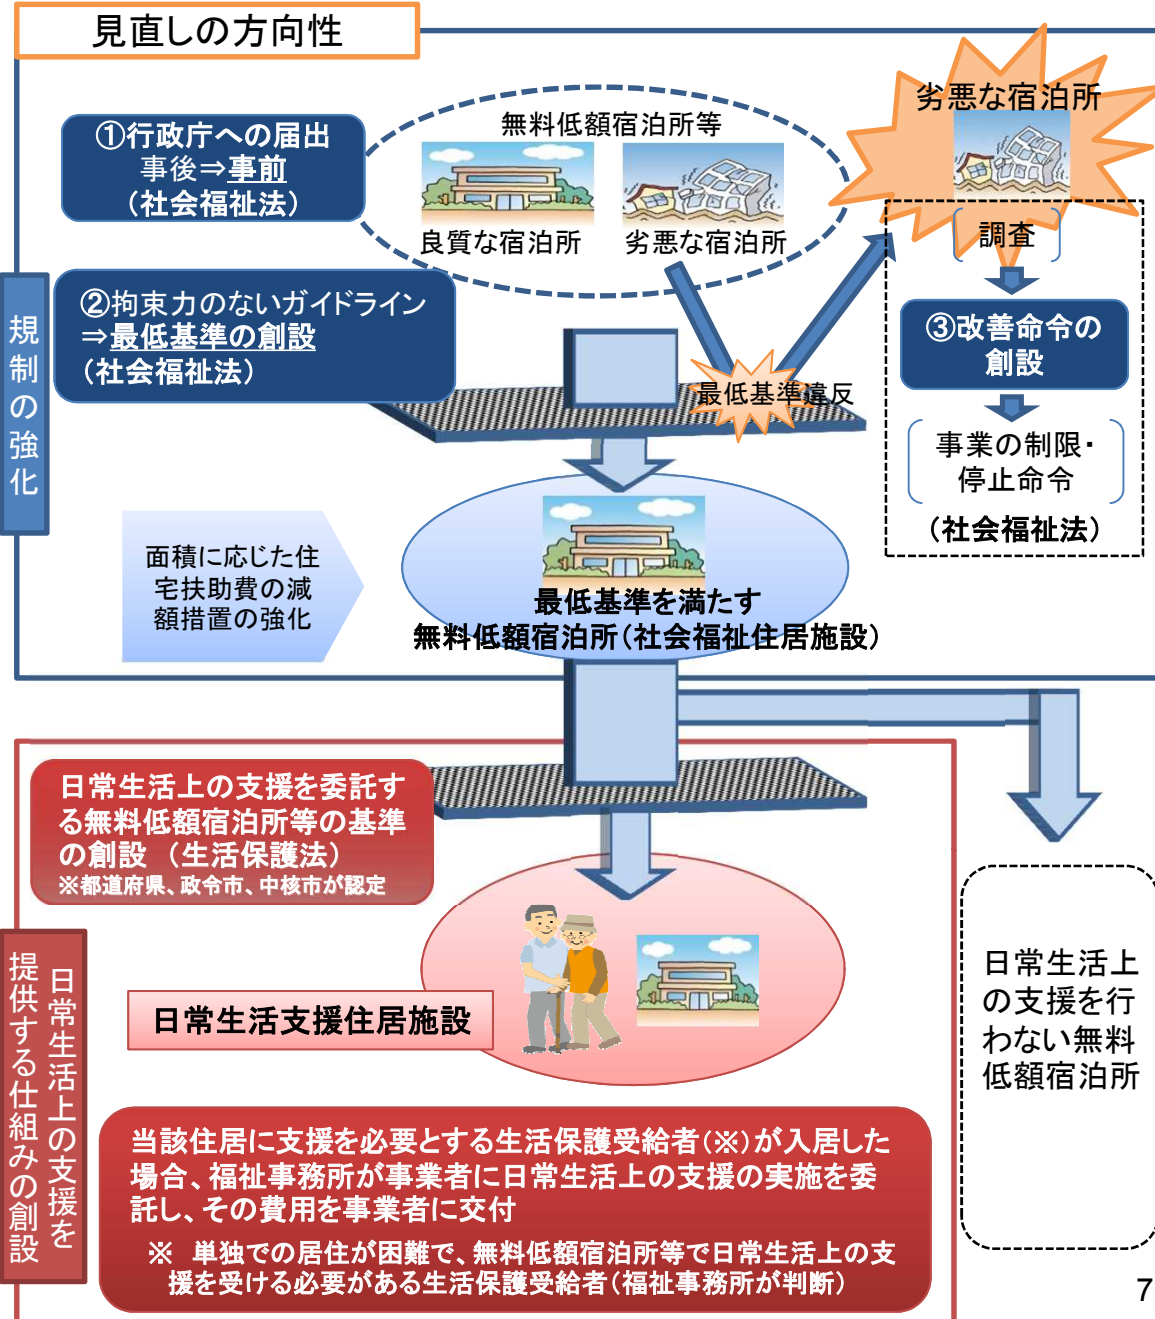 見直しの方向性
①行政庁への届出
事後⇒事前
(社会福祉法)
無料低額宿泊所等
良質な宿泊所
劣悪な宿泊所
劣悪な宿泊所
規制の強化
②拘束力のないガイドライン
⇒最低基準の創設
(社会福祉法)
最低基準違反
調査
③改善命令の
創設
事業の制限・
停止命令
(社会福祉法)
面積に応じた住
宅扶助費の減
額措置の強化
最低基準を満たす
無料低額宿泊所(社会福祉住居施設)
日常生活上の支援を委託す
る無料低額宿泊所等の基準
の創設 (生活保護法)
※都道府県、政令市、中核市が認定
日常生活上の支援を
提供する仕組みの創設
日常生活支援住居施設
日常生活上
の支援を行
わない無料
低額宿泊所
当該住居に支援を必要とする生活保護受給者(※)が入居した
場合、福祉事務所が事業者に日常生活上の支援の実施を委
託し、その費用を事業者に交付
※ 単独での居住が困難で、無料低額宿泊所等で日常生活上の支
援を受ける必要がある生活保護受給者(福祉事務所が判断)
7